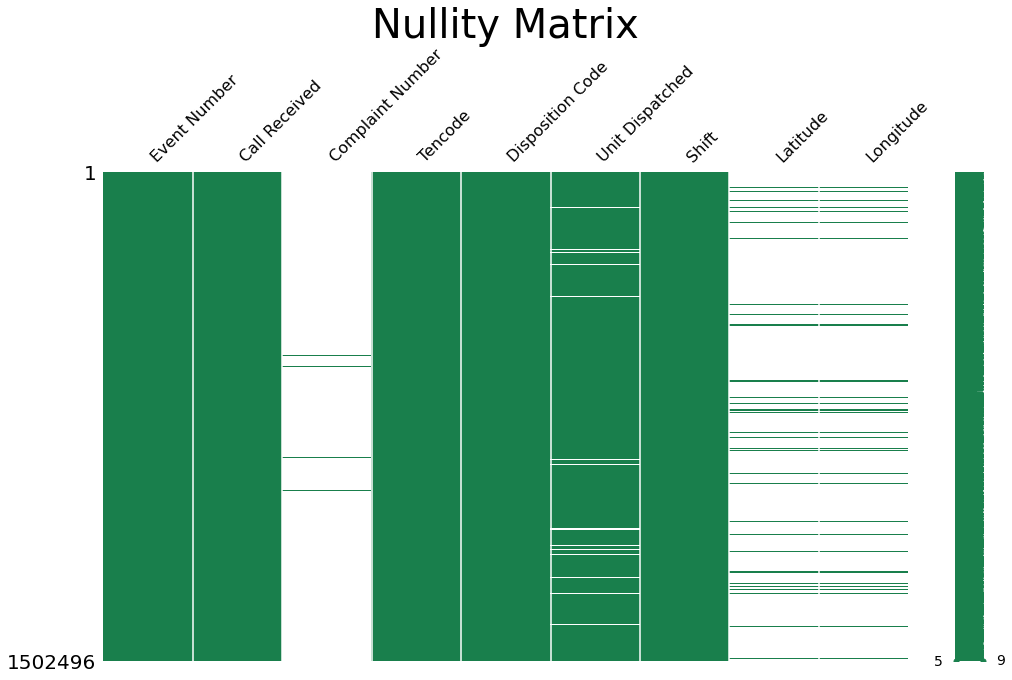 Nullity Matrix
Event Number
Call Received
Complaint Number
Tencode
Disposition Code
Unit Dispatched
Shift
Latitude
Longitude
1
1502496
5
9